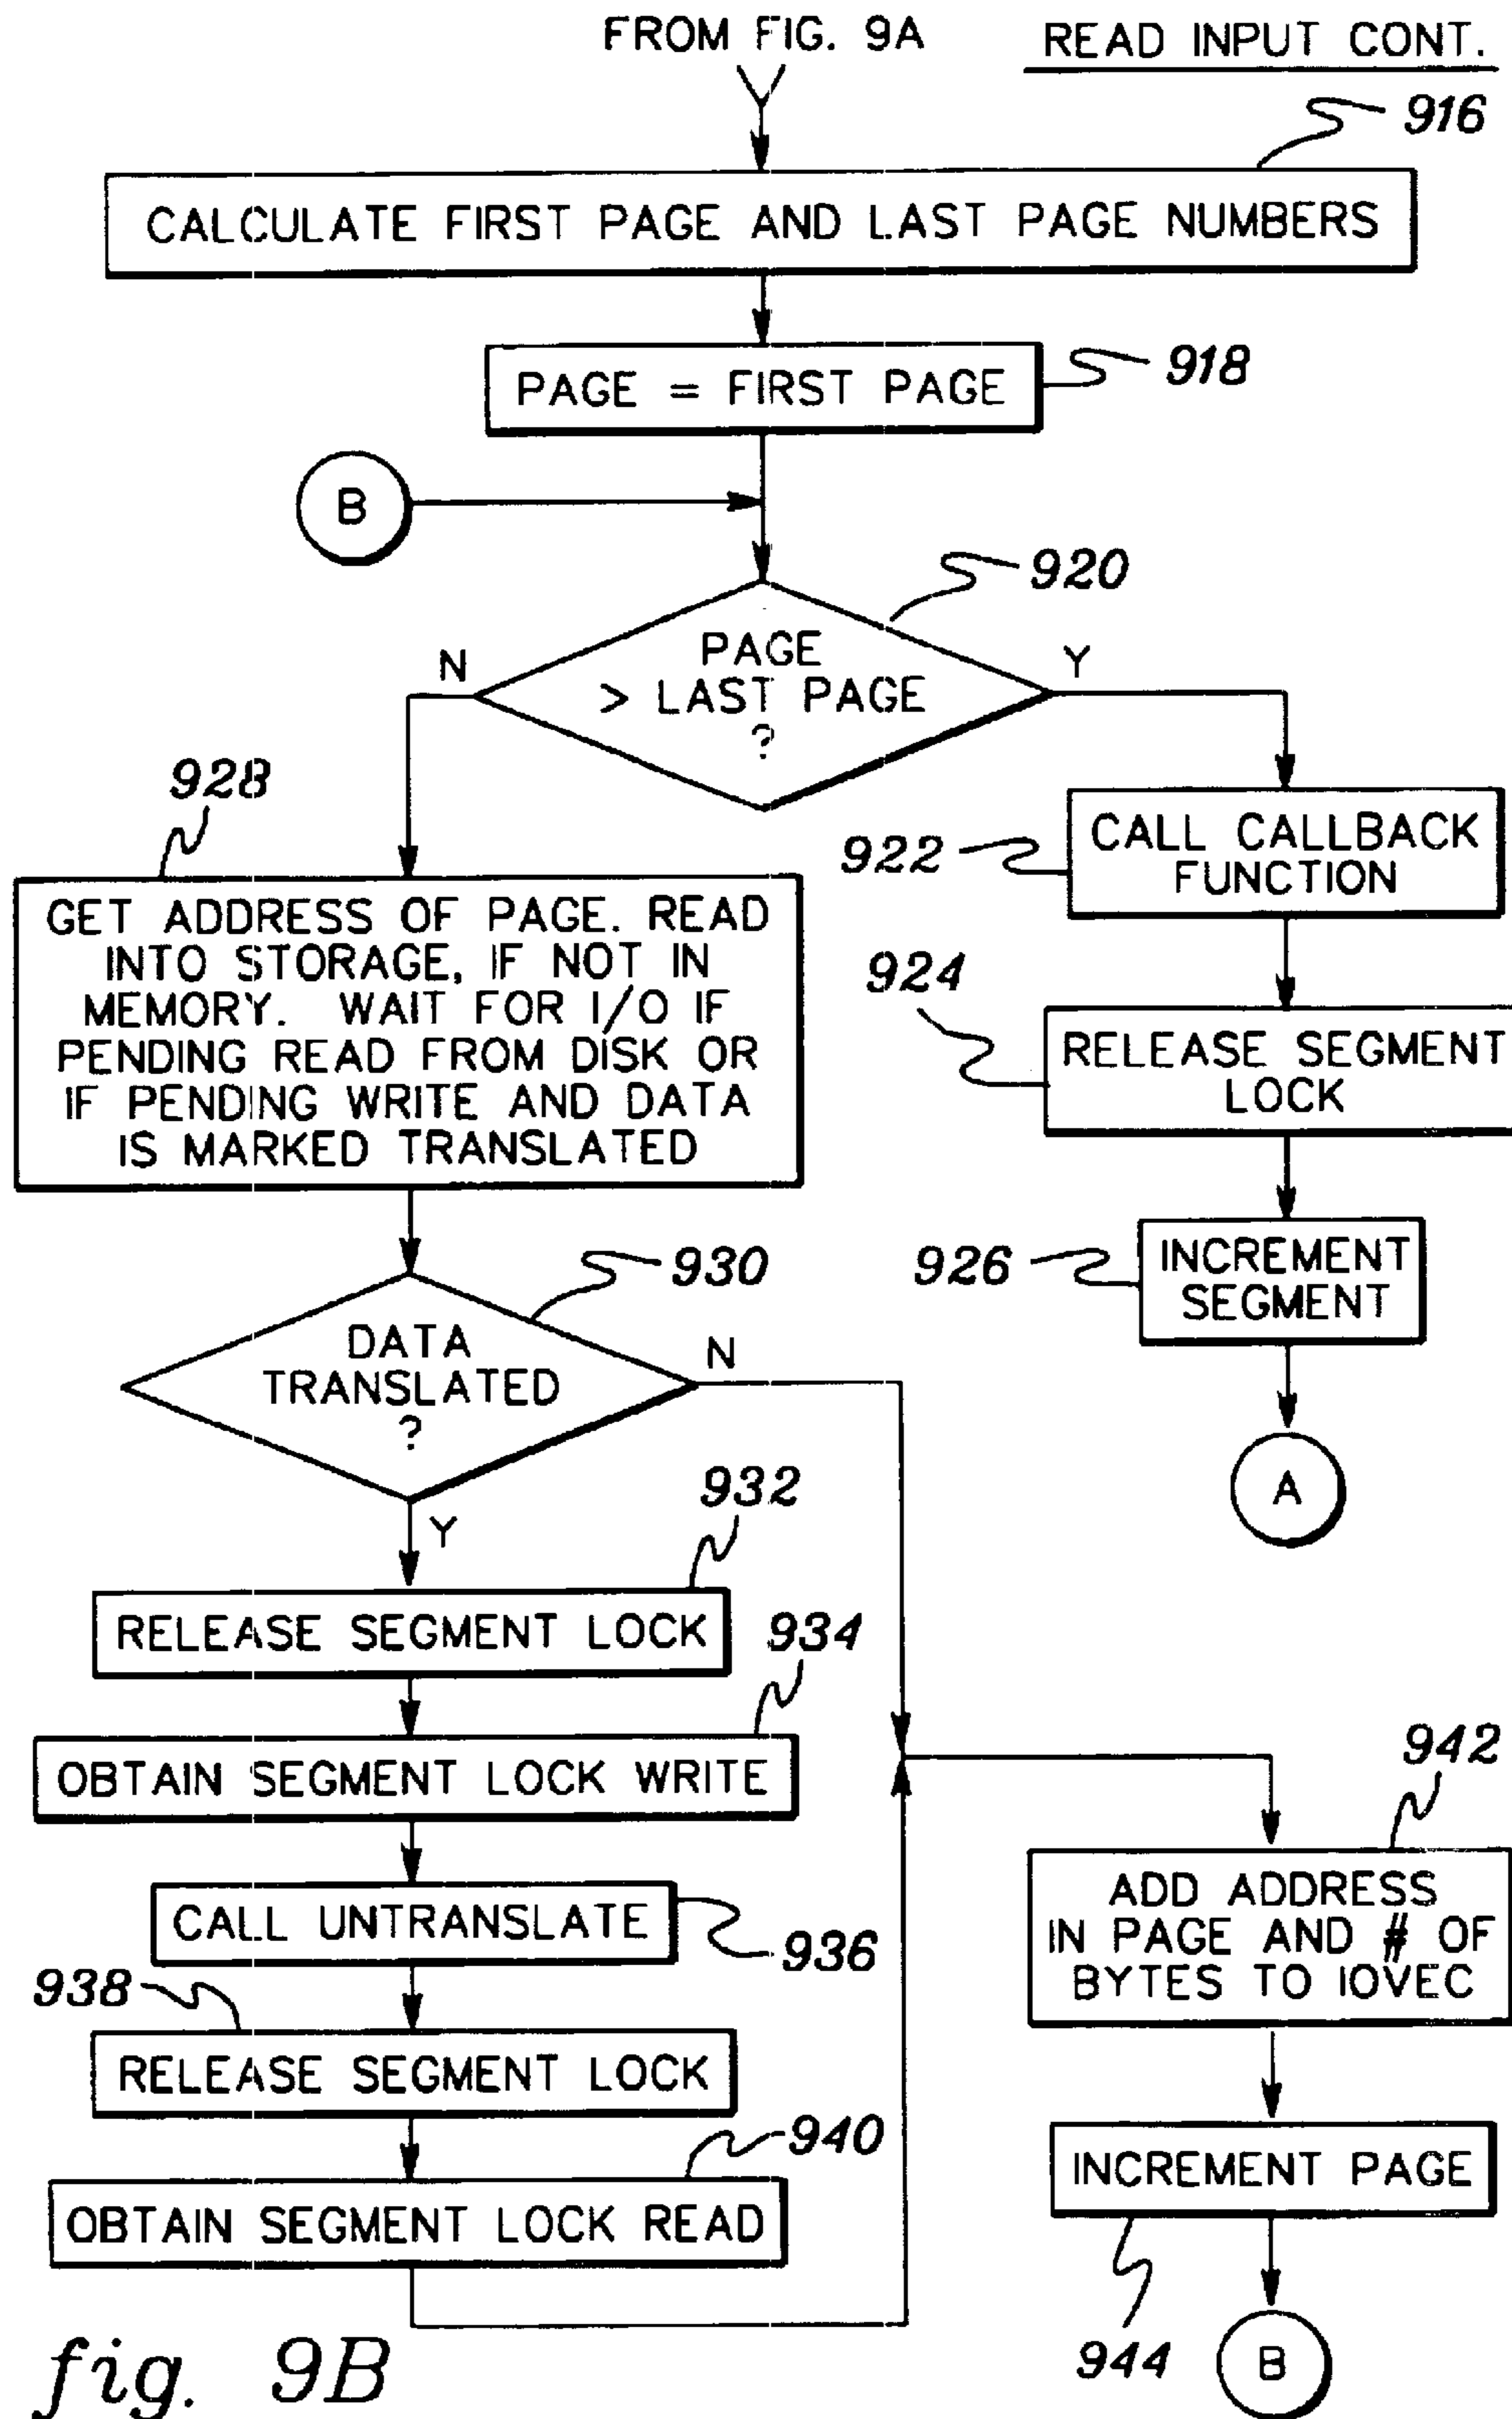 FROM FIG. 9A
READ INPUT CONT.
916
CALCULATE FIRST PAGE AND LAST PAGE NUMBERS
PAGE = FIRST PAGE
918
B
920
PAGE
> LAST PAGE
?
N
Y
928
GET ADDRESS OF PAGE. READ
INTO STORAGE, IF NOT IN
MEMORY. WAIT FOR I/O IF
PENDING READ FROM DISK OR
IF PENDING WRITE AND DATA
IS MARKED TRANSLATED
922
CALL CALLBACK
FUNCTION
924
RELEASE SEGMENT
LOCK
926
INCREMENT
SEGMENT
A
930
DATA
TRANSLATED
?
N
Y
932
RELEASE SEGMENT LOCK
934
OBTAIN SEGMENT LOCK WRITE
CALL UNTRANSLATE
936
938
RELEASE SEGMENT LOCK
940
OBTAIN SEGMENT LOCK READ
942
ADD ADDRESS
IN PAGE AND # OF
BYTES TO IOVEC
INCREMENT PAGE
944
B
fig. 9B